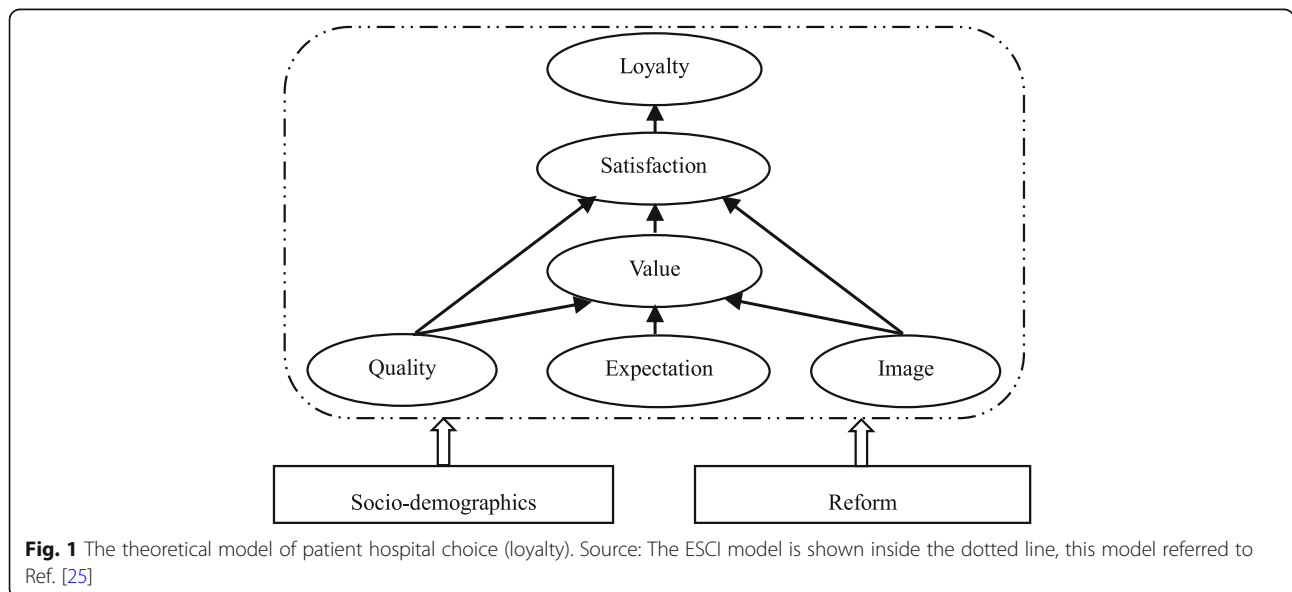 Loyalty
Satisfaction
Value
Quality
Expectation
Image
Socio-demographics
Reform
Fig. 1 The theoretical model of patient hospital choice (loyalty). Source: The ESCI model is shown inside the dotted line, this model referred to
Ref. [25]